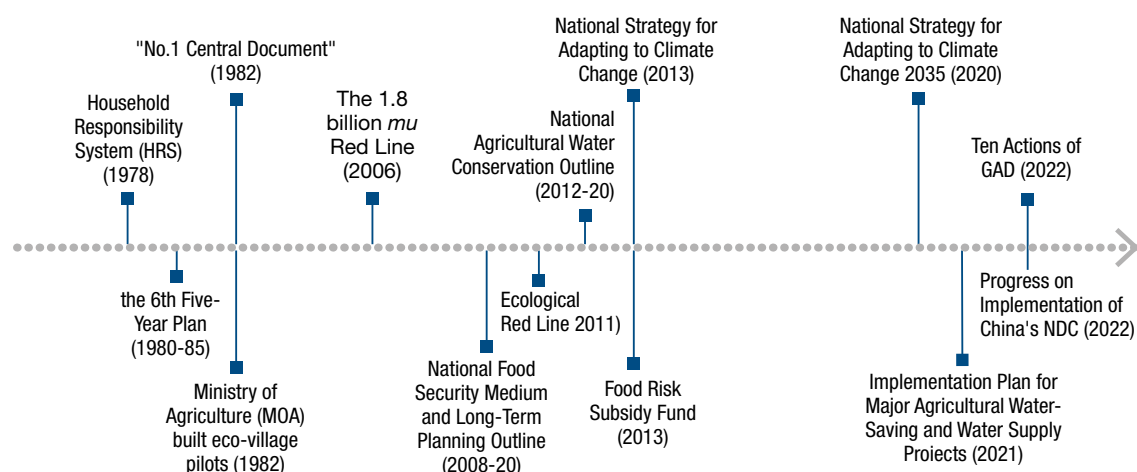 "No.1 Central Document"
(1982)
Household
Responsibility
System (HRS)
(1978)
The 1.8
billion mu
Red Line
(2006)
National
Agricultural Water
Conservation Outline
(2012-20)
National Strategy for
Adapting to Climate
Change (2013)
National Strategy for
Adapting to Climate
Change 2035 (2020)
Ten Actions of
GAD (2022)
the 6th Five-
Year Plan
(1980-85)
Ministry of
Agriculture (MOA)
built eco-village
pilots (1982)
National Food
Security Medium
and Long-Term
Planning Outline
(2008-20)
Ecological
Red Line 2011)
Food Risk
Subsidy Fund
(2013)
Implementation Plan for
Major Agricultural Water-
Saving and Water Supply
Projects (2021)
Progress on
Implementation of
China's NDC (2022)